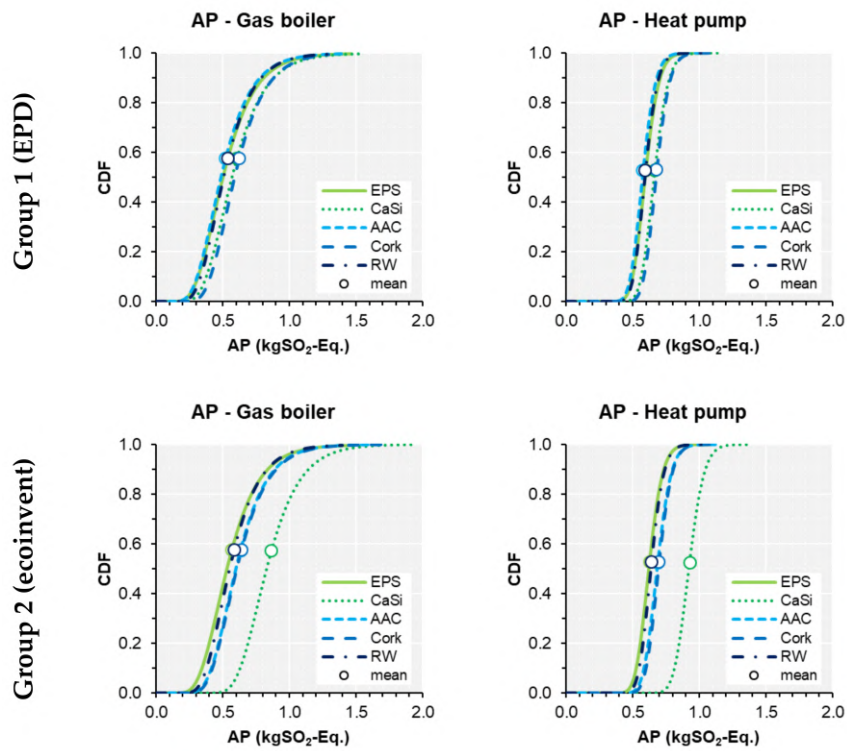 Group 1 (EPD)
AP - Gas boiler
CDF
1.0
0.8
0.6
0.4
0.2
0.0
EPS
CaSi
AAC
Cork
RW
mean
0.0 0.5 1.0 1.5 2.0
AP (kgSO₂-Eq.)
AP - Heat pump
CDF
1.0
0.8
0.6
0.4
0.2
0.0
EPS
CaSi
AAC
Cork
RW
mean
0.0 0.5 1.0 1.5 2.0
AP (kgSO₂-Eq.)
Group 2 (ecoinvent)
AP - Gas boiler
CDF
1.0
0.8
0.6
0.4
0.2
0.0
EPS
CaSi
AAC
Cork
RW
mean
0.0 0.5 1.0 1.5 2.0
AP (kgSO₂-Eq.)
AP - Heat pump
CDF
1.0
0.8
0.6
0.4
0.2
0.0
EPS
CaSi
AAC
Cork
RW
mean
0.0 0.5 1.0 1.5 2.0
AP (kgSO₂-Eq.)